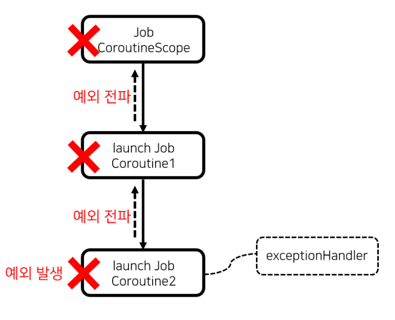 Job
CoroutineScope
예외 전파
launch Job
Coroutine1
예외 전파
예외 발생
launch Job
Coroutine2
exceptionHandler